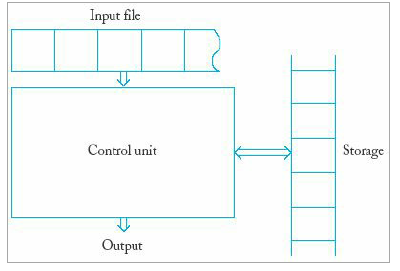 Input file
Control unit
Storage
Output